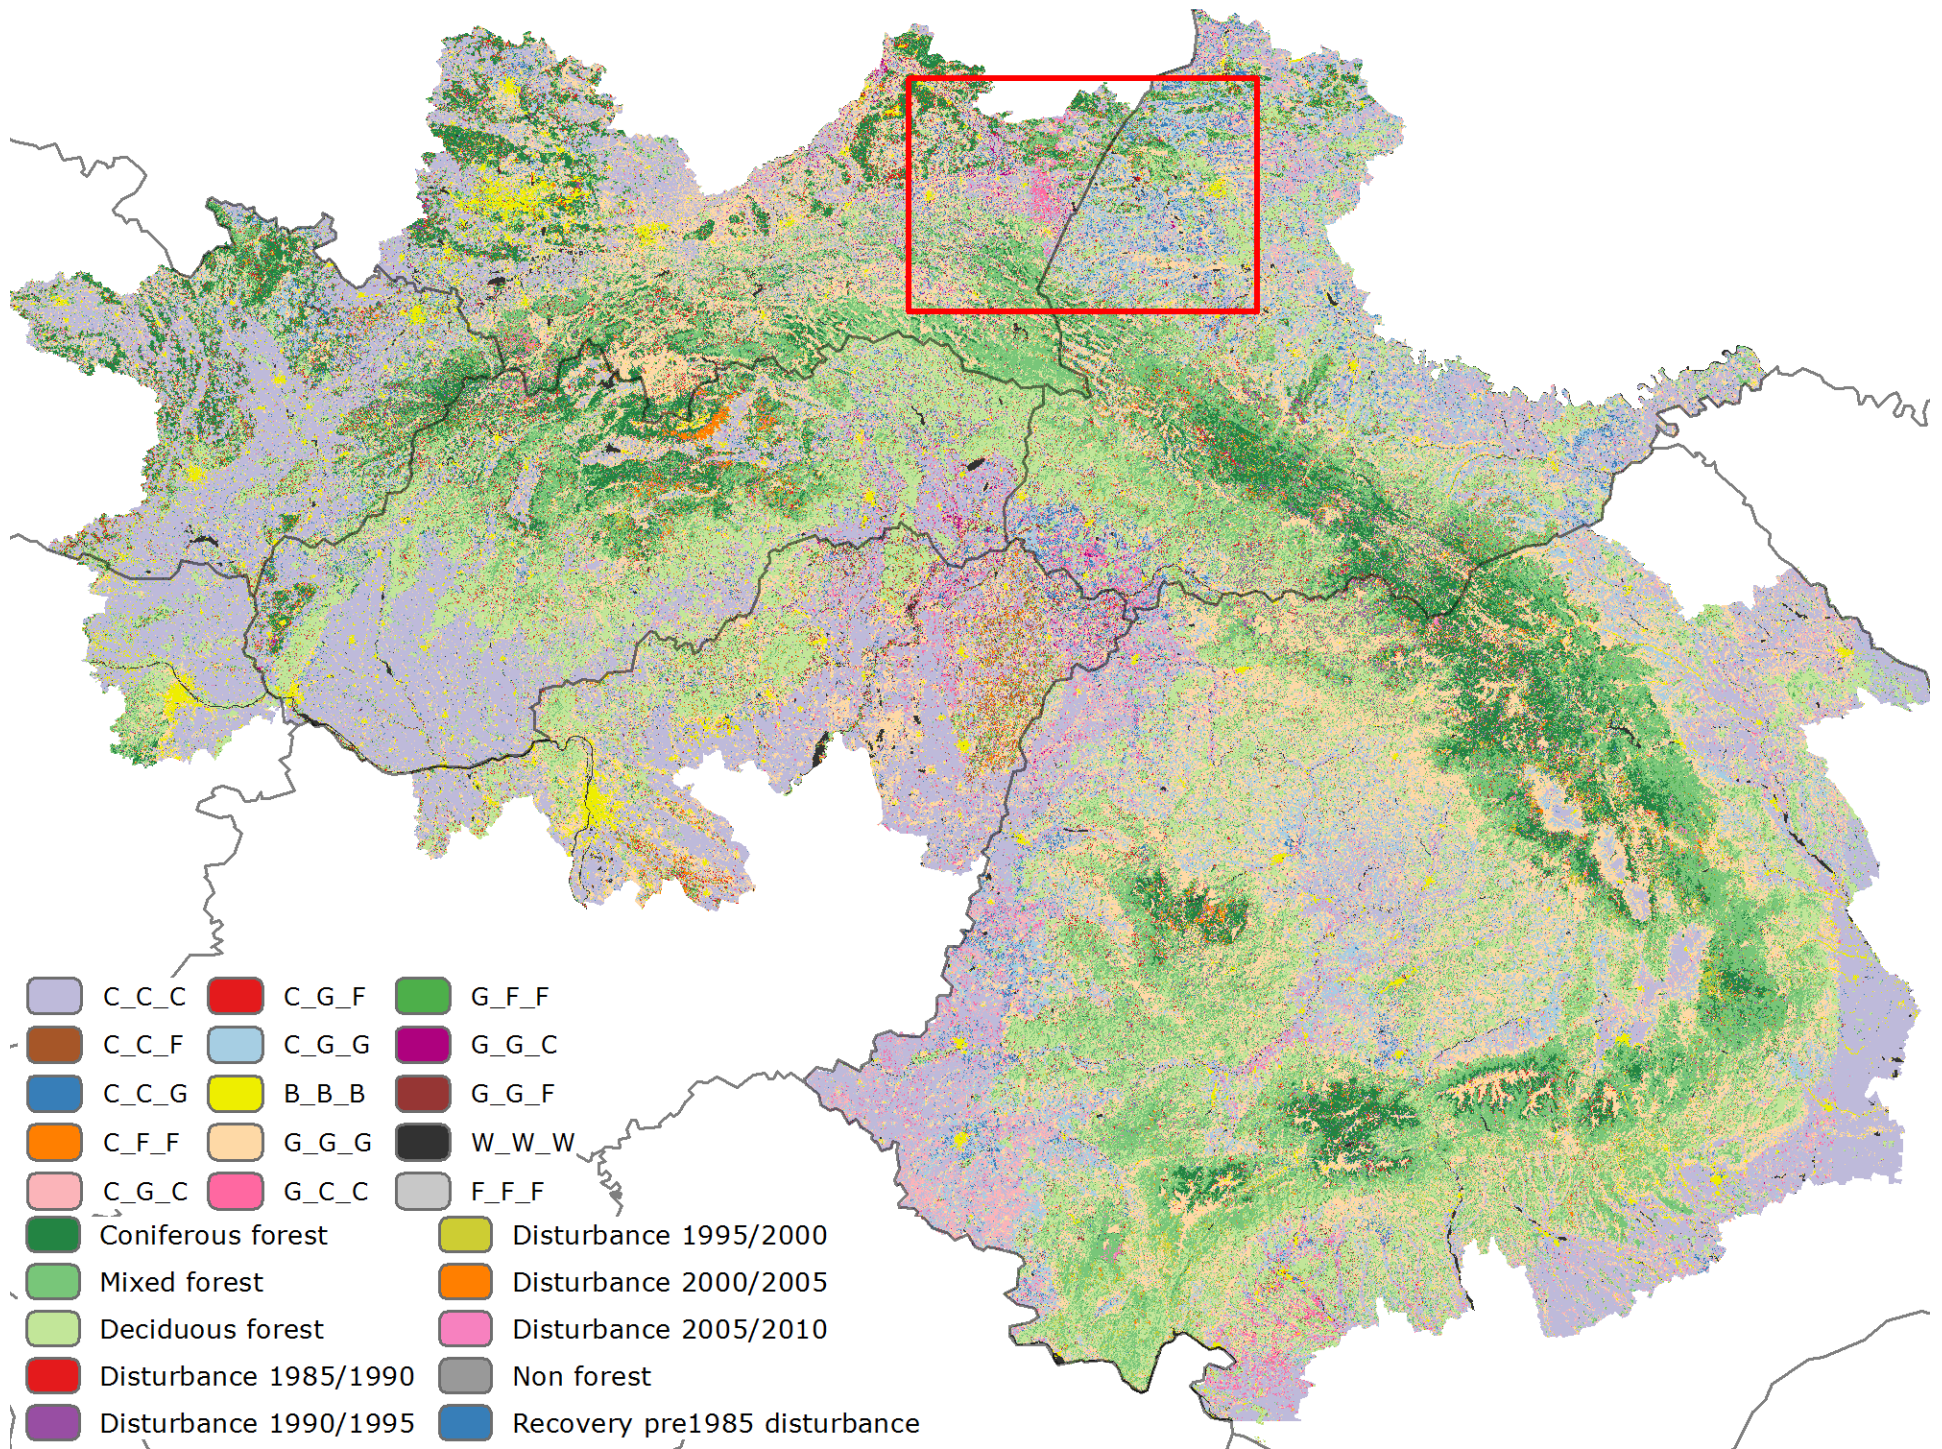 C_C_C C_G_F G_F_F
C_C_F C_G_G G_G_C
C_C_G B_B_B G_G_F
C_F_F G_G_G W_W_W
C_G_C G_C_C F_F_F
Coniferous forest Disturbance 1995/2000
Mixed forest Disturbance 2000/2005
Deciduous forest Disturbance 2005/2010
Disturbance 1985/1990 Non forest
Disturbance 1990/1995 Recovery pre1985 disturbance